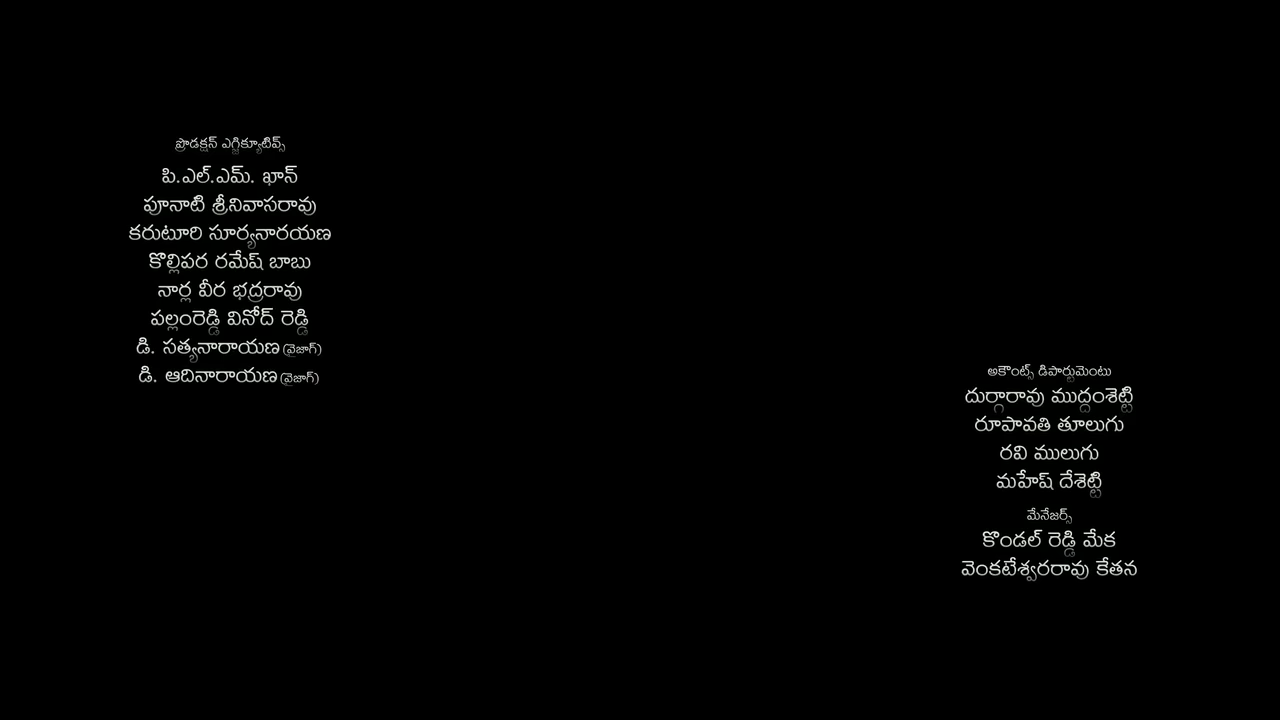 ప్రొడక్షన్ ఎగ్జిక్యూటివ్స్
పి.ఎల్.ఎమ్. ఖాన్
పూనాటి శ్రీనివాసరావు
కరుటూరి సూర్యనారయణ
కొల్లిపర రమేష్ బాబు
నార్ల వీర భద్రరావు
పల్లంరెడ్డి వినోద్ రెడ్డి
డి. సత్యనారాయణ(వైజాగ్)
డి. ఆదినారాయణ(వైజాగ్)
అకౌంట్స్ డిపార్టుమెంటు
దుర్గారావు ముద్దంశెట్టి
రూపావతి తూలుగు
రవి ములుగు
మహేష్ దేశెట్టి
మేనేజర్స్
కొండల్ రెడ్డి మేక
వెంకటేశ్వరరావు కేతన